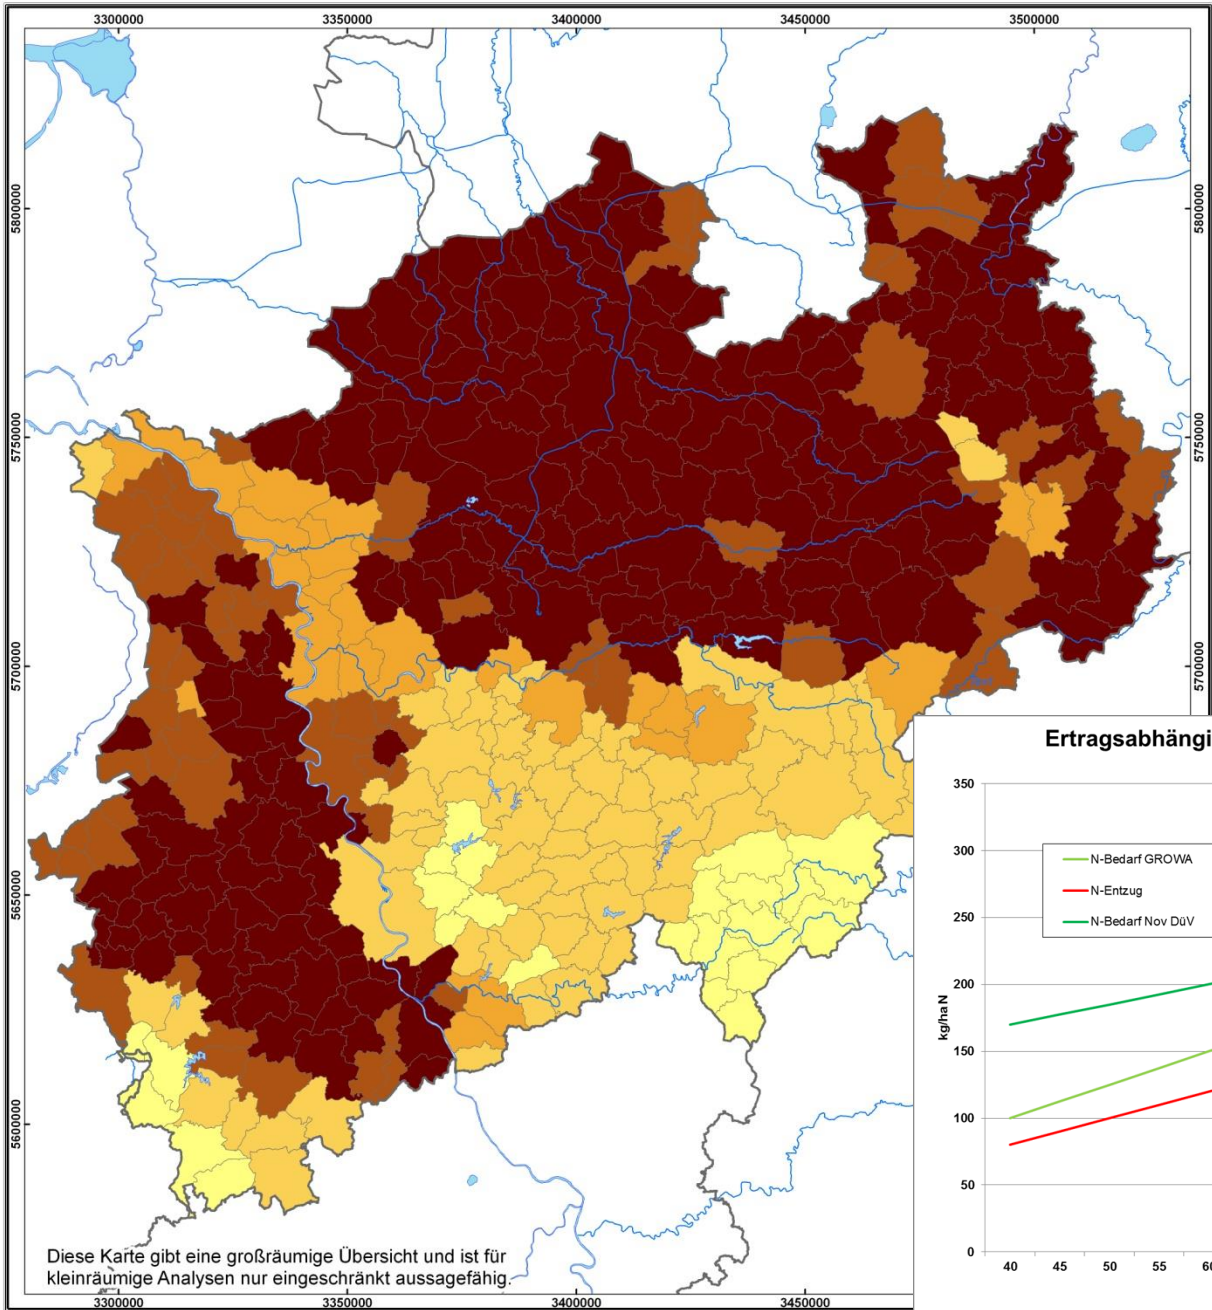 3300000 3350000 3400000 3450000 3500000
5800000 5800000
5750000 5750000
5700000 5700000
5650000
5600000
Ertragsabhängi
350
300
250
200
150
100
50
0
kg/ha N
N-Bedarf GROWA
N-Entzug
N-Bedarf Nov DüV
40 45 50 55 60
Diese Karte gibt eine großräumige Übersicht und ist für
kleinräumige Analysen nur eingeschränkt aussagefähig.
3300000 3350000 3400000 3450000